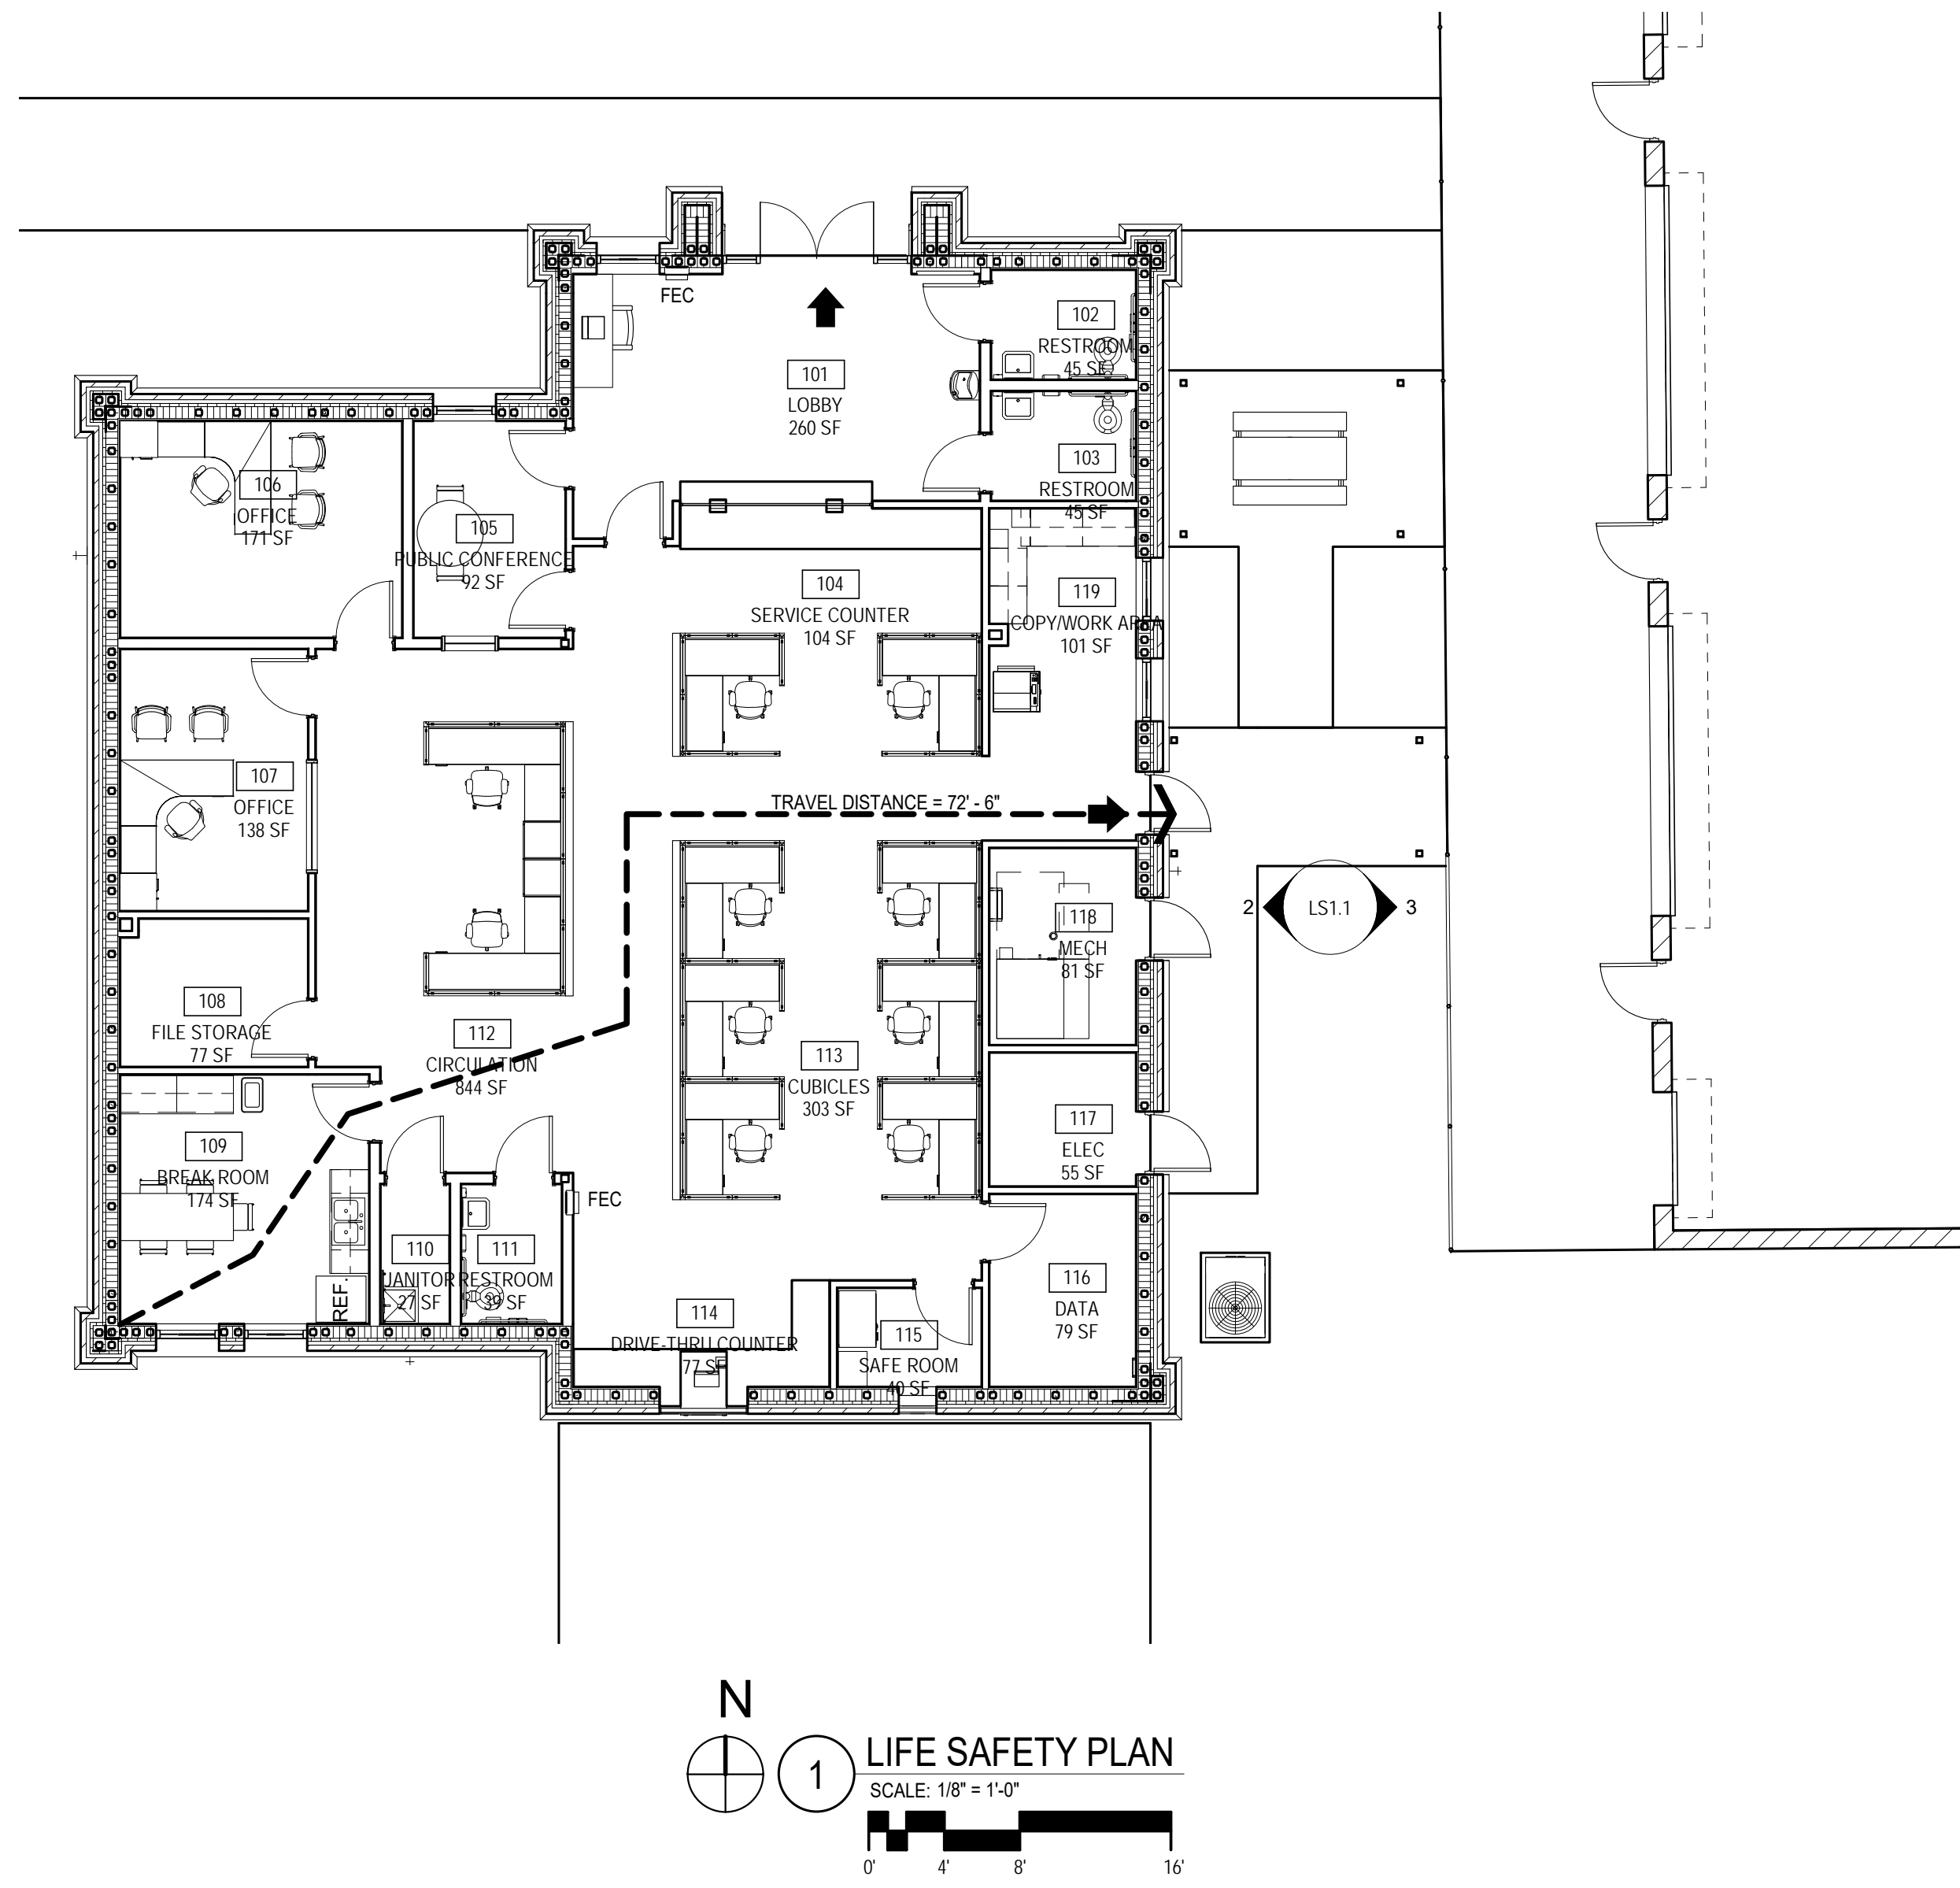 FEC
102
RESTROOM
45 SF
101
LOBBY
260 SF
103
RESTROOM
45 SF
106
OFFICE
171 SF
105
PUBLIC CONFERENCE
92 SF
104
SERVICE COUNTER
104 SF
119
COPY/WORK AREA
101 SF
107
OFFICE
138 SF
TRAVEL DISTANCE = 72' - 6"
118
MECH
81 SF
2
LS1.1
3
108
FILE STORAGE
77 SF
112
CIRCULATION
844 SF
113
CUBICLES
303 SF
117
ELEC
55 SF
109
BREAK ROOM
174 SF
FEC
110
JANITOR
27 SF
111
RESTROOM
39 SF
REF.
116
DATA
79 SF
114
DRIVE-THRU COUNTER
77 SF
115
SAFE ROOM
40 SF
N
1
LIFE SAFETY PLAN
SCALE: 1/8" = 1'-0"
0' 4' 8' 16'